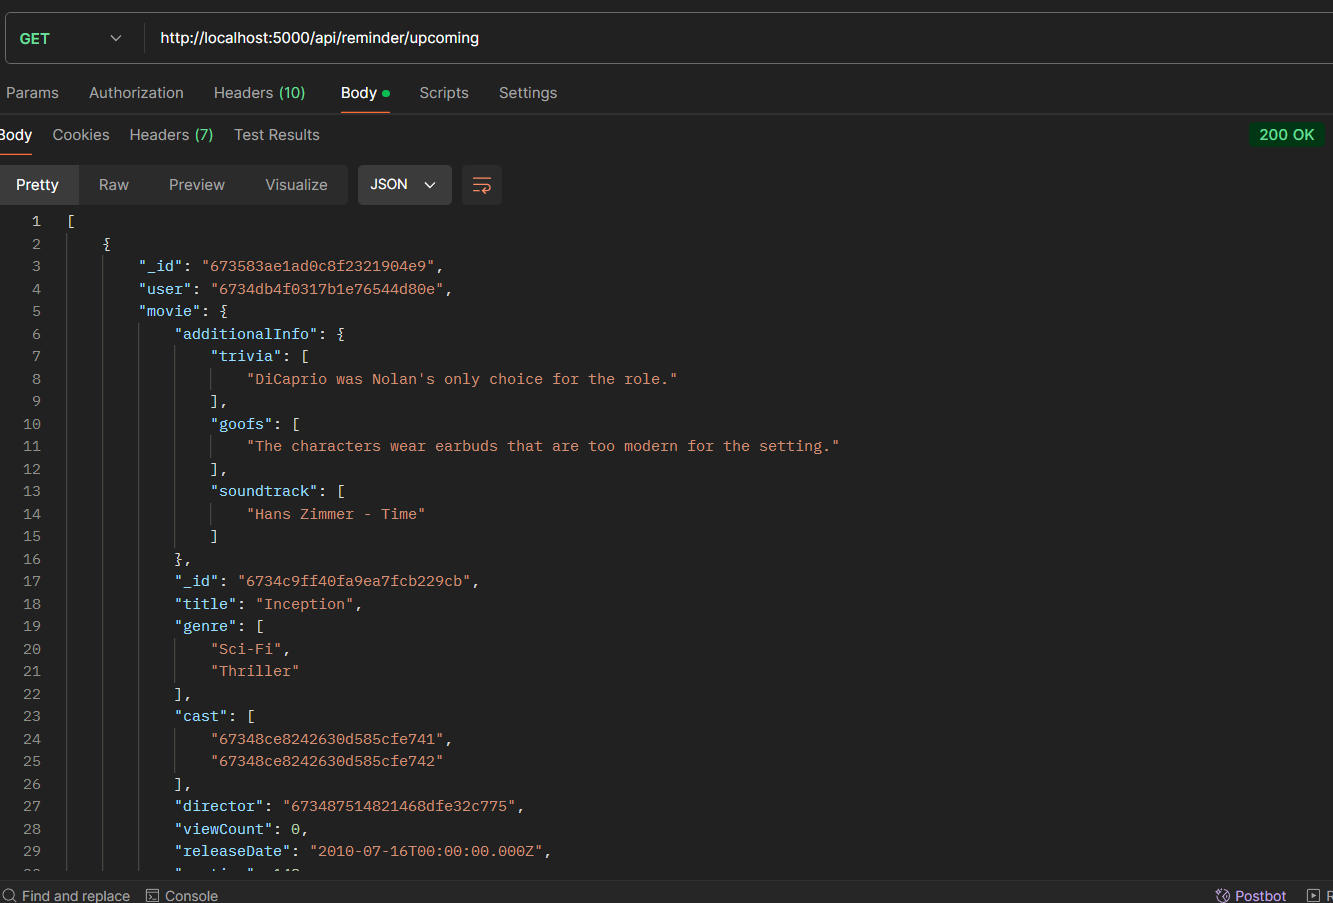 GET http://localhost:5000/api/reminder/upcoming
Params Authorization Headers (10) Body Scripts Settings
Body Cookies Headers (7) Test Results 200 OK
Pretty Raw Preview Visualize JSON
1 [
2 {
3 "_id": "673583ae1ad0c8f2321904e9",
4 "user": "6734db4f0317b1e76544d80e",
5 "movie": {
6 "additionalInfo": {
7 "trivia": [
8 "DiCaprio was Nolan's only choice for the role."
9 ],
10 "goofs": [
11 "The characters wear earbuds that are too modern for the setting."
12 ],
13 "soundtrack": [
14 "Hans Zimmer - Time"
15 ]
16 },
17 "_id": "6734c9ff40fa9ea7fcb229cb",
18 "title": "Inception",
19 "genre": [
20 "Sci-Fi",
21 "Thriller"
22 ],
23 "cast": [
24 "67348ce8242630d585cfe741",
25 "67348ce8242630d585cfe742"
26 ],
27 "director": "673487514821468dfe32c775",
28 "viewCount": 0,
29 "releaseDate": "2010-07-16T00:00:00.000Z",
Find and replace Console Postbot